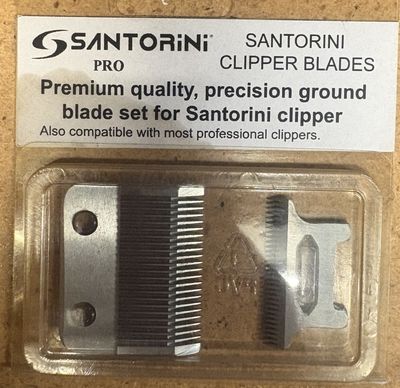 SANTORINI®
PRO
SANTORINI
CLIPPER BLADES
Premium quality, precision ground
blade set for Santorini clipper
Also compatible with most professional clippers.
PVC